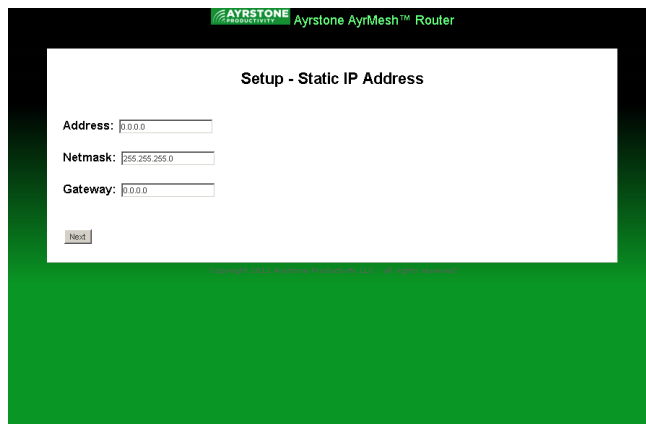 AYRSTONE
PRODUCTIVITY
Ayrstone AyrMesh™ Router
Setup - Static IP Address
Address: 0.0.0.0
Netmask: 255.255.255.0
Gateway: 0.0.0.0
Next